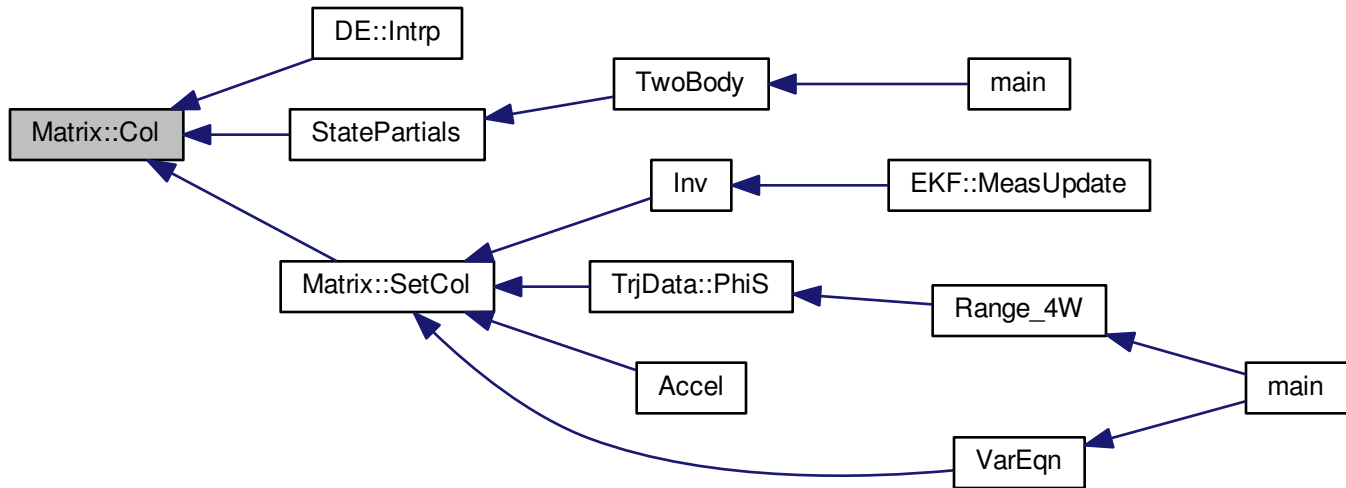 DE::Intrp
TwoBody
main
Matrix::Col
StatePartials
Inv
EKF::MeasUpdate
Matrix::SetCol
TrjData::PhiS
Range_4W
Accel
main
VarEqn